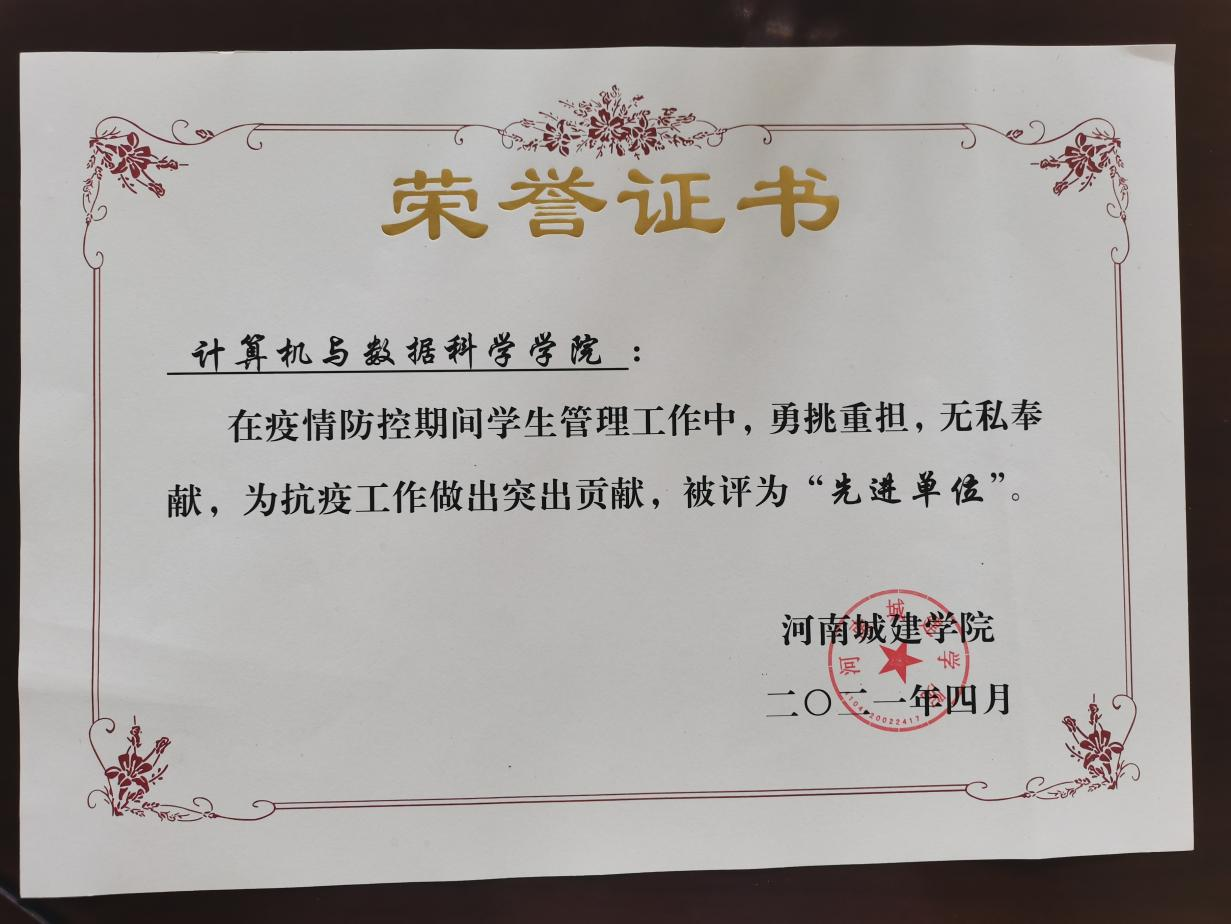 荣誉证书
计算机与数据科学学院：
在疫情防控期间学生管理工作中，勇挑重担，无私奉
献，为抗疫工作做出突出贡献，被评为“先进单位”。
河南城建学院
二〇二一年四月